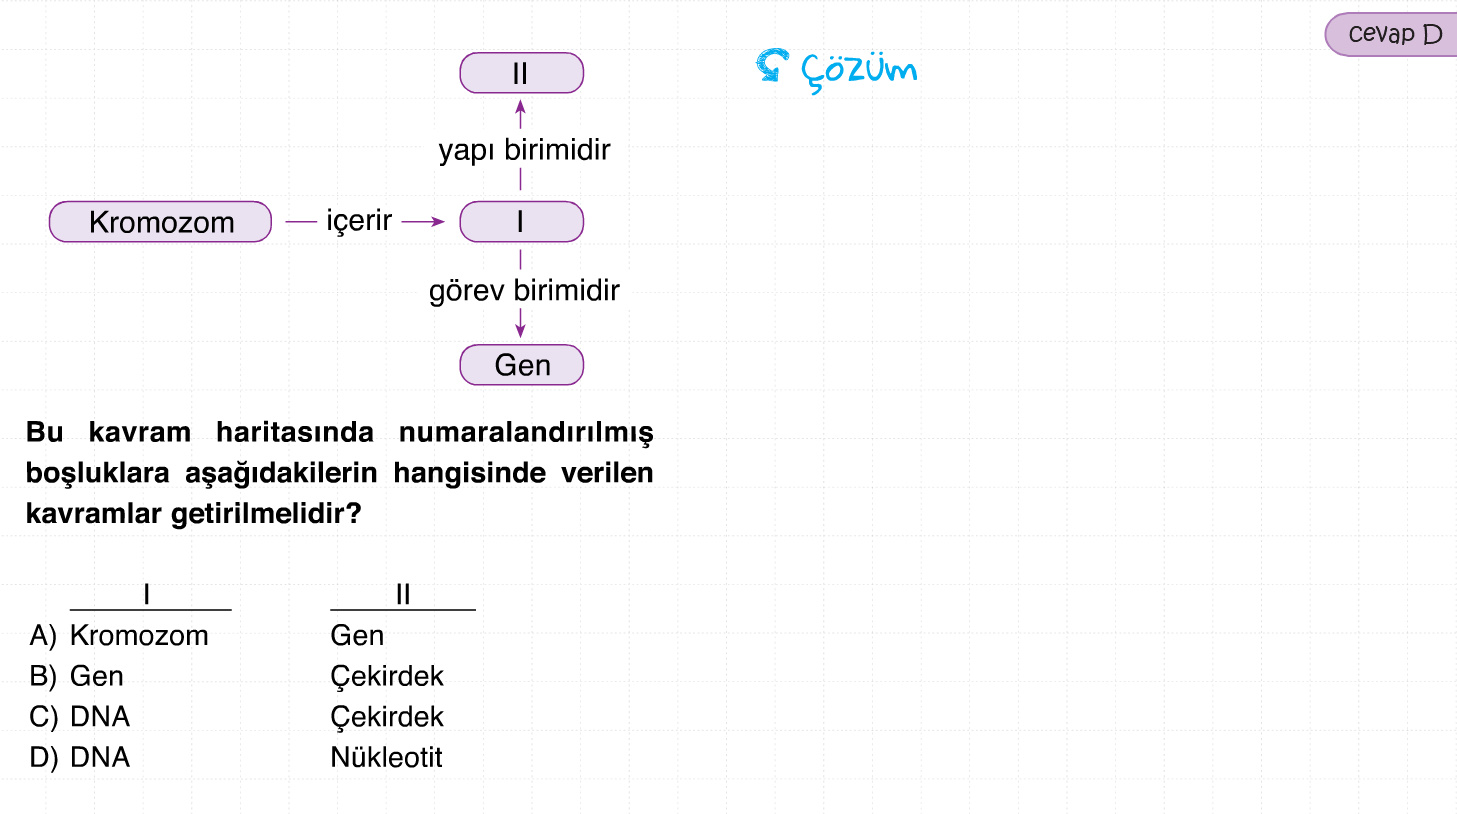 cevap D
Çözüm
II
yapı birimidir
Kromozom içerir I
görev birimidir
Gen
Bu kavram haritasında numaralandırılmış
boşluklara aşağıdakilerin hangisinde verilen
kavramlar getirilmelidir?
I II
A) Kromozom Gen
B) Gen Çekirdek
C) DNA Çekirdek
D) DNA Nükleotit